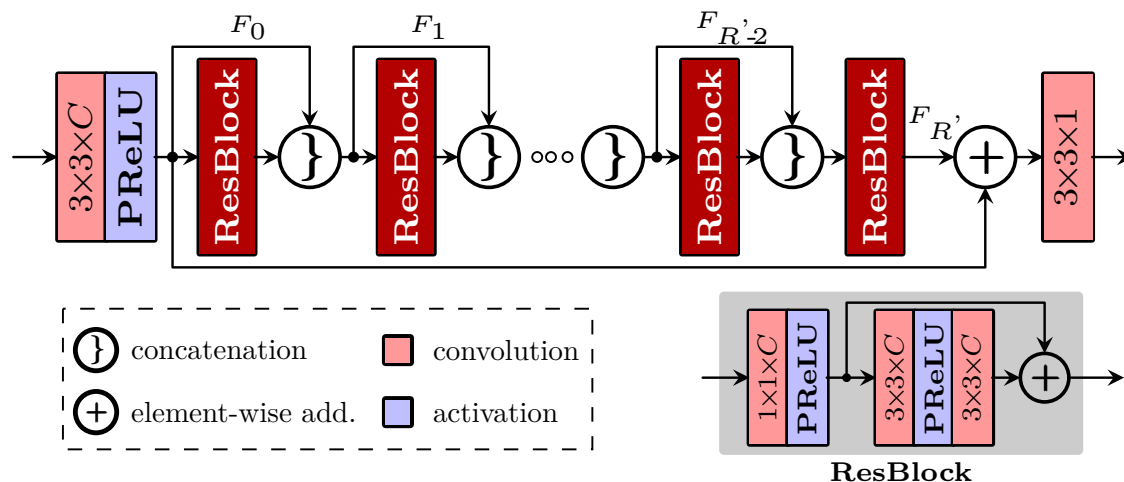 F0
F1
FR'-2
3×3×C
PReLU
ResBlock
}
ResBlock
}
}
ResBlock
}
ResBlock
FR'
+
3×3×1
} concatenation
convolution
+ element-wise add.
activation
1×1×C
PReLU
3×3×C
PReLU
3×3×C
+
ResBlock